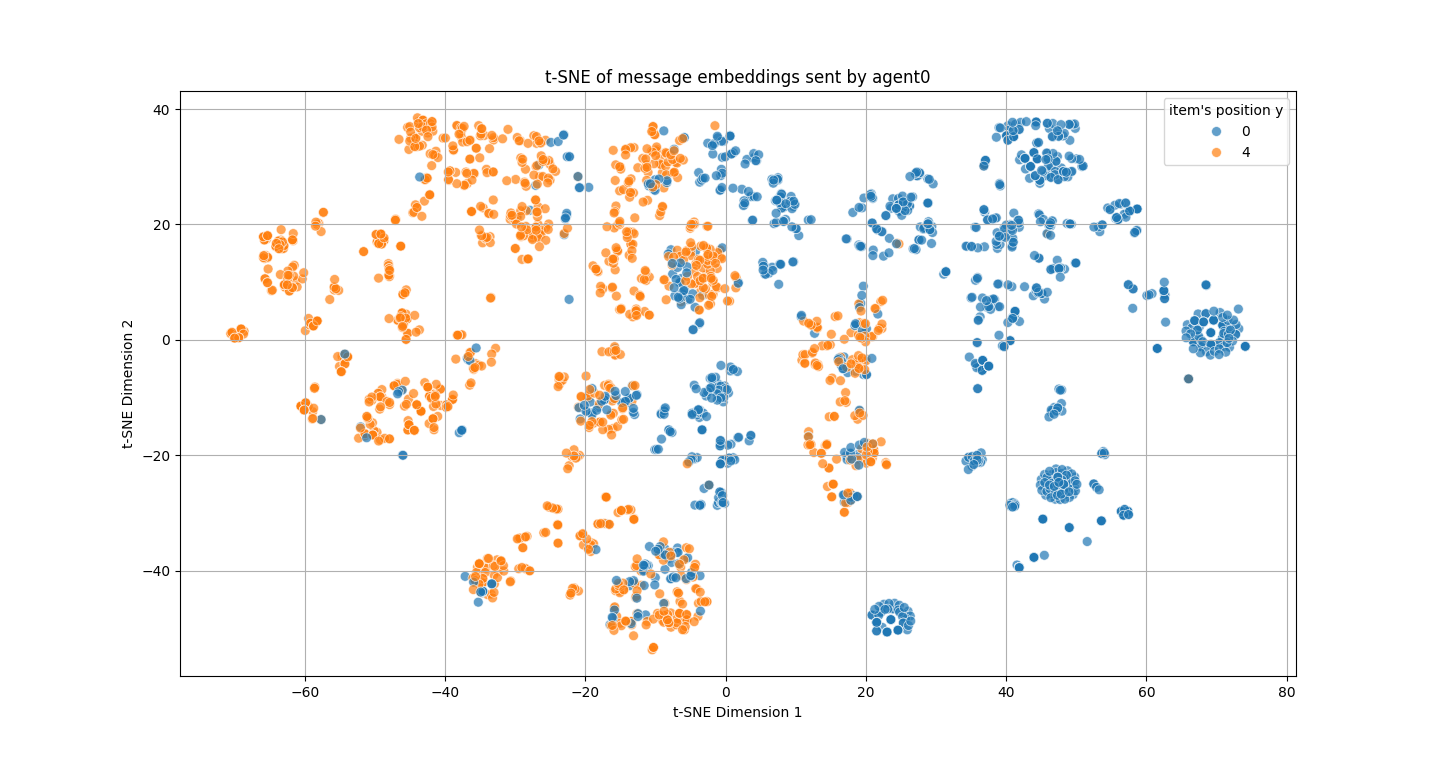 t-SNE of message embeddings sent by agent0
item's position y
0
4
40
20
0
−20
−40
t-SNE Dimension 2
−60 −40 −20 0 20 40 60 80
t-SNE Dimension 1